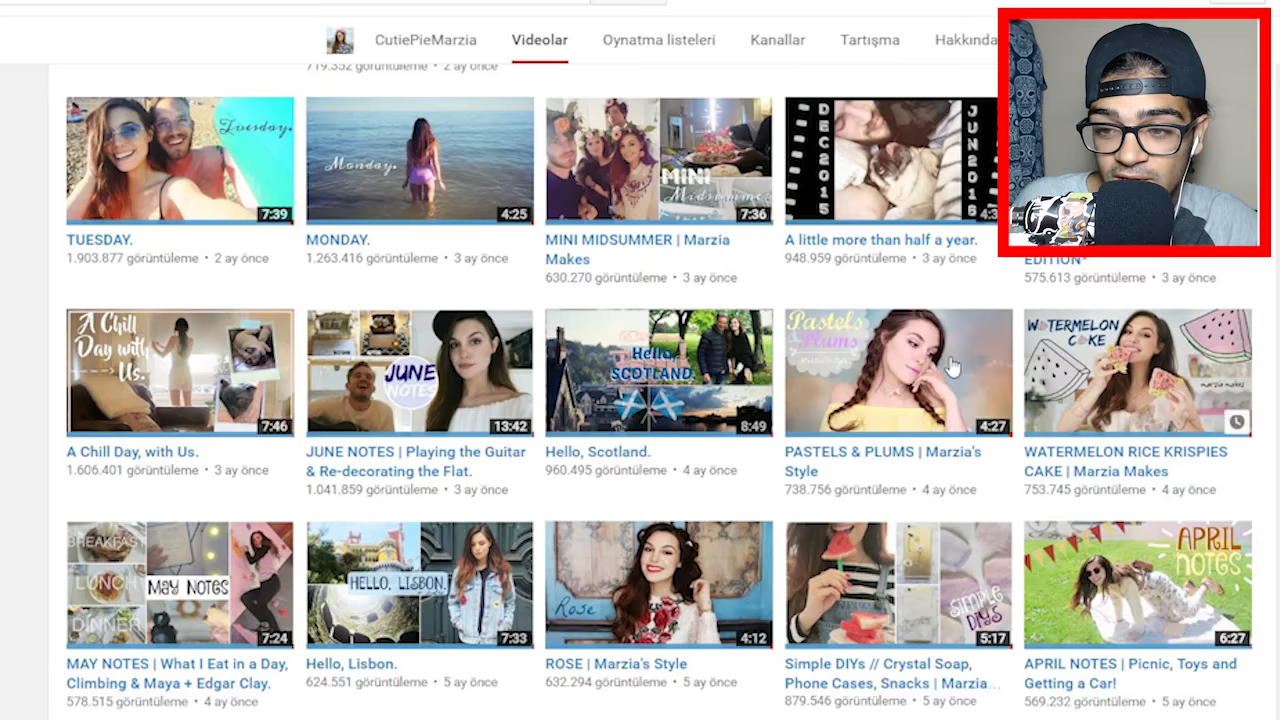 CutiePieMarzia Videolar Oynatma listeleri Kanallar Tartışma Hakkında
719.352 görüntüleme • 2 ay önce
Tuesday.
7:39
Monday.
4:25
MINI
Midsummer
7:36
DEC2015
JUN2016
TUESDAY.
1.903.877 görüntüleme • 2 ay önce
MONDAY.
1.263.416 görüntüleme • 3 ay önce
MINI MIDSUMMER | Marzia
Makes
630.270 görüntüleme • 3 ay önce
A little more than half a year.
948.959 görüntüleme • 3 ay önce
EDITION*
575.613 görüntüleme • 3 ay önce
A Chill
Day with
Us.
7:46
JUNE
NOTES
13:42
Hello,
SCOTLAND
8:49
Pastels
& Plums
4:27
WATERMELON
CAKE
marzia makes
A Chill Day, with Us.
1.606.401 görüntüleme • 3 ay önce
JUNE NOTES | Playing the Guitar
& Re-decorating the Flat.
1.041.859 görüntüleme • 3 ay önce
Hello, Scotland.
960.495 görüntüleme • 4 ay önce
PASTELS & PLUMS | Marzia's
Style
738.756 görüntüleme • 4 ay önce
WATERMELON RICE KRISPIES
CAKE | Marzia Makes
753.745 görüntüleme • 4 ay önce
BREAKFAST
LUNCH
DINNER
MAY NOTES
7:24
HELLO, LISBON.
7:33
Rose
4:12
SIMPLE
DIYS
5:17
APRIL
NOTES
6:27
MAY NOTES | What I Eat in a Day,
Climbing & Maya + Edgar Clay.
578.515 görüntüleme • 4 ay önce
Hello, Lisbon.
624.551 görüntüleme • 5 ay önce
ROSE | Marzia's Style
632.294 görüntüleme • 5 ay önce
Simple DIYs // Crystal Soap,
Phone Cases, Snacks | Marzia...
879.546 görüntüleme • 5 ay önce
APRIL NOTES | Picnic, Toys and
Getting a Car!
569.232 görüntüleme • 5 ay önce